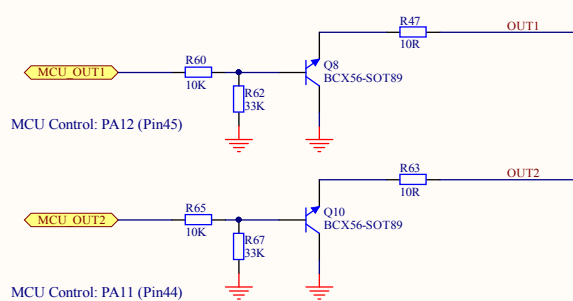 R47
OUT1
10R
R60
MCU_OUT1
10K
Q8
BCX56-SOT89
R62
33K
MCU Control: PA12 (Pin45)
R63
OUT2
10R
R65
MCU_OUT2
10K
Q10
BCX56-SOT89
R67
33K
MCU Control: PA11 (Pin44)